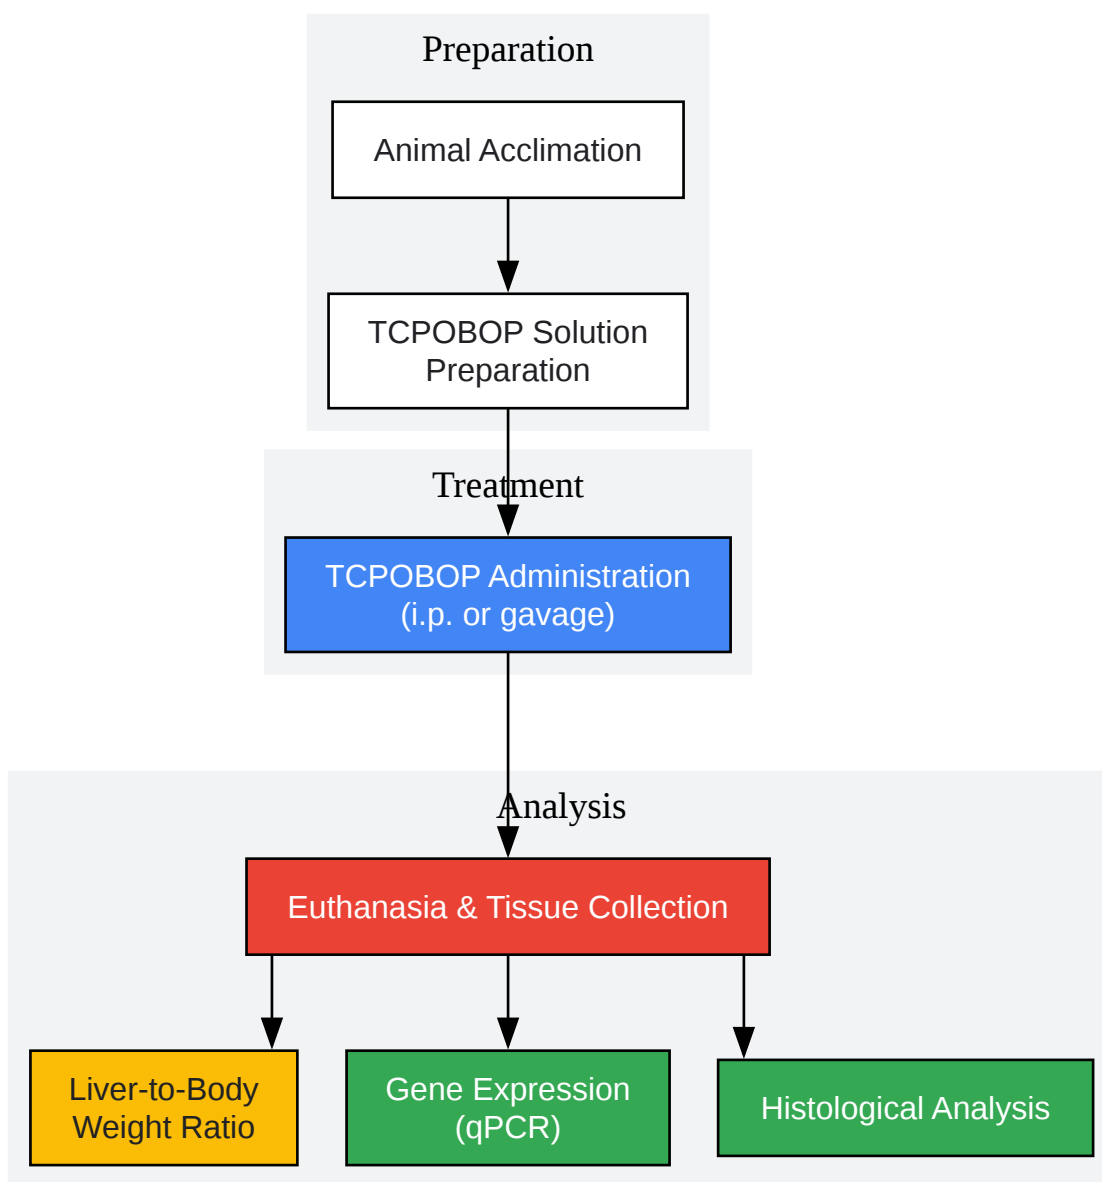 Preparation
Animal Acclimation
TCPOBOP Solution
Preparation
Treatment
TCPOBOP Administration
(i.p. or gavage)
Analysis
Euthanasia & Tissue Collection
Liver-to-Body
Weight Ratio
Gene Expression
(qPCR)
Histological Analysis